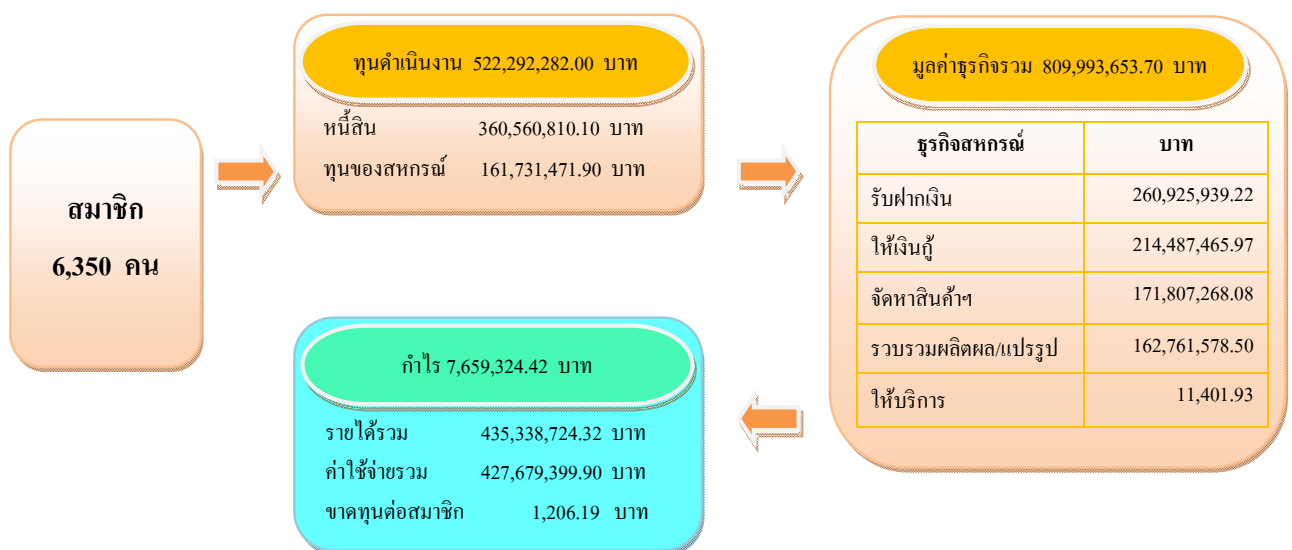 สมาชิก
6,350 คน
ทุนดำเนินงาน 522,292,282.00 บาท
หนี้สิน 360,560,810.10 บาท
ทุนของสหกรณ์ 161,731,471.90 บาท
มูลค่าธุรกิจรวม 809,993,653.70 บาท
ธุรกิจสหกรณ์ บาท
รับฝากเงิน 260,925,939.22
ให้เงินกู้ 214,487,465.97
จัดหาสินค้าฯ 171,807,268.08
รวบรวมผลิตผล/แปรรูป 162,761,578.50
ให้บริการ 11,401.93
กำไร 7,659,324.42 บาท
รายได้รวม 435,338,724.32 บาท
ค่าใช้จ่ายรวม 427,679,399.90 บาท
ขาดทุนต่อสมาชิก 1,206.19 บาท